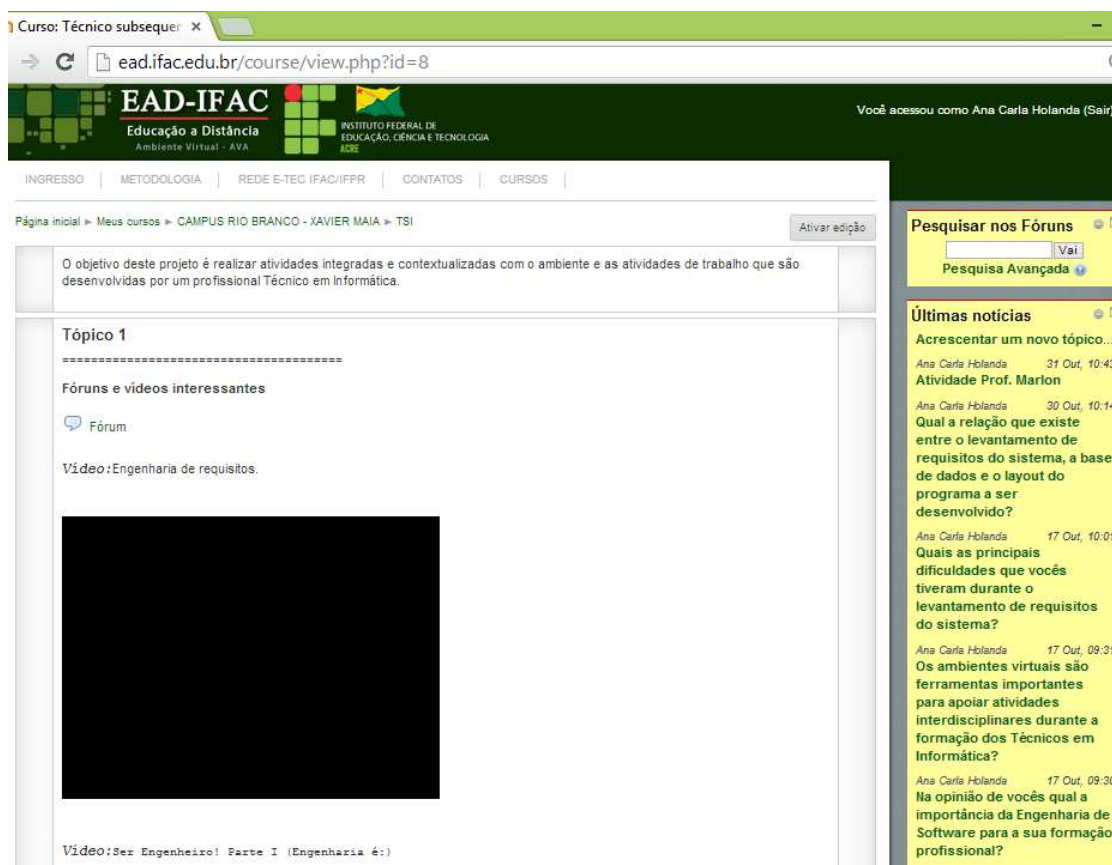 Curso: Técnico subsequer
ead.ifac.edu.br/course/view.php?id=8
EAD-IFAC
Educação a Distância
Ambiente Virtual - AVA
INSTITUTO FEDERAL DE
EDUCAÇÃO, CIÊNCIA E TECNOLOGIA
ACRE
Você acessou como Ana Carla Holanda (Sair)
INGRESSO | METODOLOGIA | REDE E-TEC IFAC/IFPR | CONTATOS | CURSOS |
Página inicial ► Meus cursos ► CAMPUS RIO BRANCO - XAVIER MAIA ► TSI
Ativar edição
O objetivo deste projeto é realizar atividades integradas e contextualizadas com o ambiente e as atividades de trabalho que são
desenvolvidas por um profissional Técnico em Informática.
Tópico 1
=======================================
Fóruns e vídeos interessantes
Fórum
Vídeo:Engenharia de requisitos.
Vídeo:Ser Engenheiro! Parte I (Engenharia é:)
Pesquisar nos Fóruns
Vai
Pesquisa Avançada
Últimas notícias
Acrescentar um novo tópico...
Ana Carla Holanda 31 Out, 10:43
Atividade Prof. Marlon
Ana Carla Holanda 30 Out, 10:14
Qual a relação que existe
entre o levantamento de
requisitos do sistema, a base
de dados e o layout do
programa a ser
desenvolvido?
Ana Carla Holanda 17 Out, 10:01
Quais as principais
dificuldades que vocês
tiveram durante o
levantamento de requisitos
do sistema?
Ana Carla Holanda 17 Out, 09:31
Os ambientes virtuais são
ferramentas importantes
para apoiar atividades
interdisciplinares durante a
formação dos Técnicos em
Informática?
Ana Carla Holanda 17 Out, 09:30
Na opinião de vocês qual a
importância da Engenharia de
Software para a sua formação
profissional?